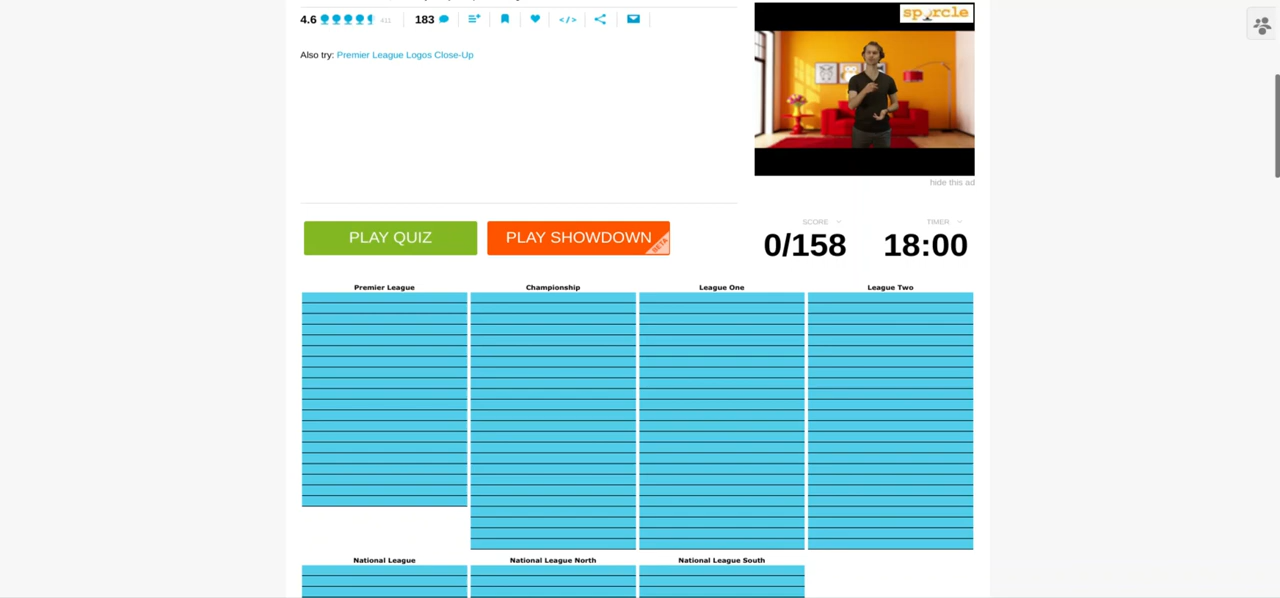 sporcle
4.6 411 183 </>
Also try: Premier League Logos Close-Up
hide this ad
PLAY QUIZ PLAY SHOWDOWN BETA
SCORE TIMER
0/158 18:00
Premier League Championship League One League Two
National League National League North National League South